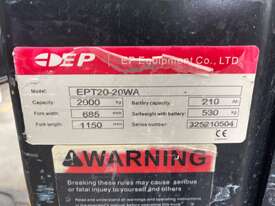 EP EP Equipment Co., LTD
Model: EPT20-20WA
Capacity 2000 kg Battery capacity 210 Ah
Fork width 685 mm Selfweight with battery 530 kg
Fork length 1150 mm Serial number 325210504
CE
WARNING
Breaking these rules may cause serious
or fatal injury to yourself and others